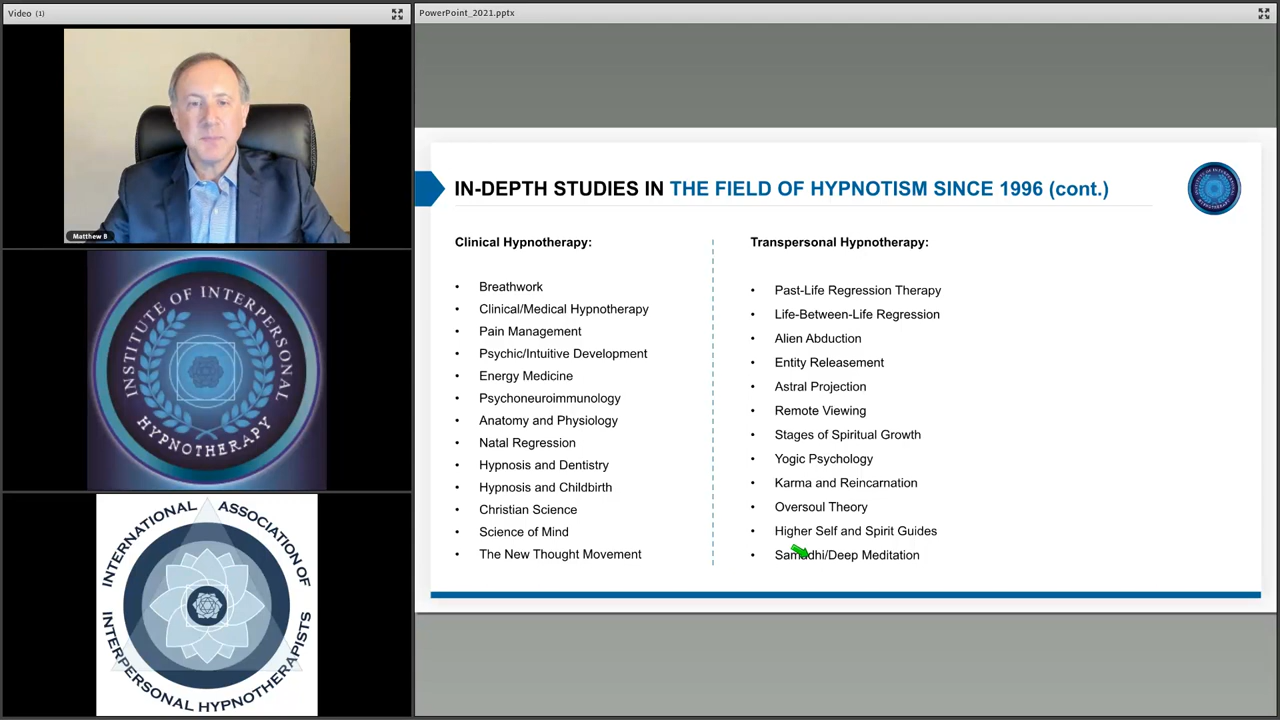 Video (1)
Matthew B
INSTITUTE OF INTERPERSONAL
HYPNOTHERAPY
INTERNATIONAL ASSOCIATION OF
INTERPERSONAL HYPNOTHERAPISTS
PowerPoint_2021.pptx
IN-DEPTH STUDIES IN THE FIELD OF HYPNOTISM SINCE 1996 (cont.)
INSTITUTE OF INTERPERSONAL
HYPNOTHERAPY
Clinical Hypnotherapy:
• Breathwork
• Clinical/Medical Hypnotherapy
• Pain Management
• Psychic/Intuitive Development
• Energy Medicine
• Psychoneuroimmunology
• Anatomy and Physiology
• Natal Regression
• Hypnosis and Dentistry
• Hypnosis and Childbirth
• Christian Science
• Science of Mind
• The New Thought Movement
Transpersonal Hypnotherapy:
• Past-Life Regression Therapy
• Life-Between-Life Regression
• Alien Abduction
• Entity Releasement
• Astral Projection
• Remote Viewing
• Stages of Spiritual Growth
• Yogic Psychology
• Karma and Reincarnation
• Oversoul Theory
• Higher Self and Spirit Guides
• Samadhi/Deep Meditation